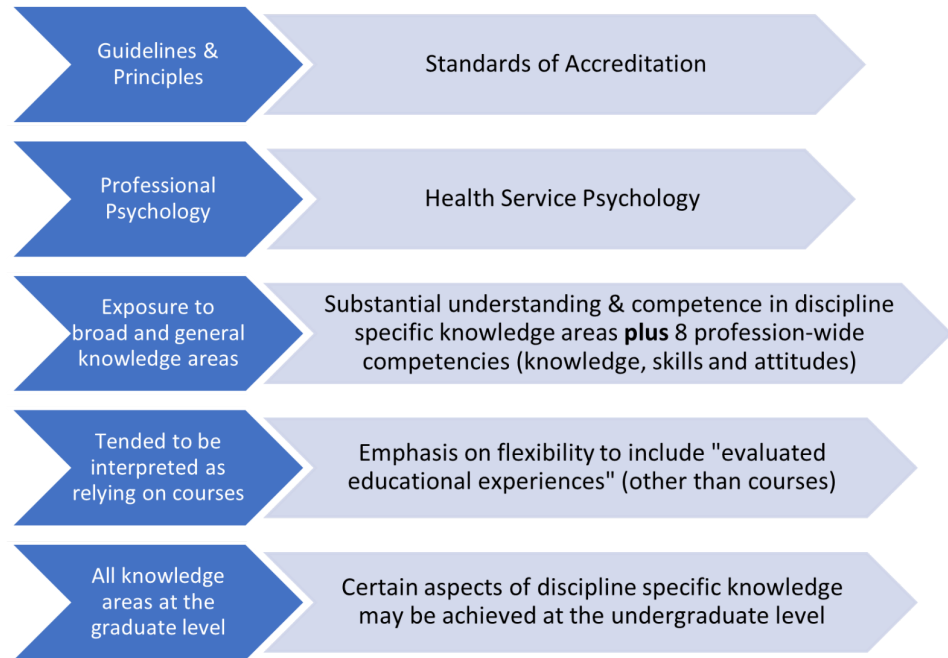 Guidelines &
Principles
Standards of Accreditation
Professional
Psychology
Health Service Psychology
Exposure to
broad and general
knowledge areas
Substantial understanding & competence in discipline
specific knowledge areas plus 8 profession-wide
competencies (knowledge, skills and attitudes)
Tended to be
interpreted as
relying on courses
Emphasis on flexibility to include "evaluated
educational experiences" (other than courses)
All knowledge
areas at the
graduate level
Certain aspects of discipline specific knowledge
may be achieved at the undergraduate level